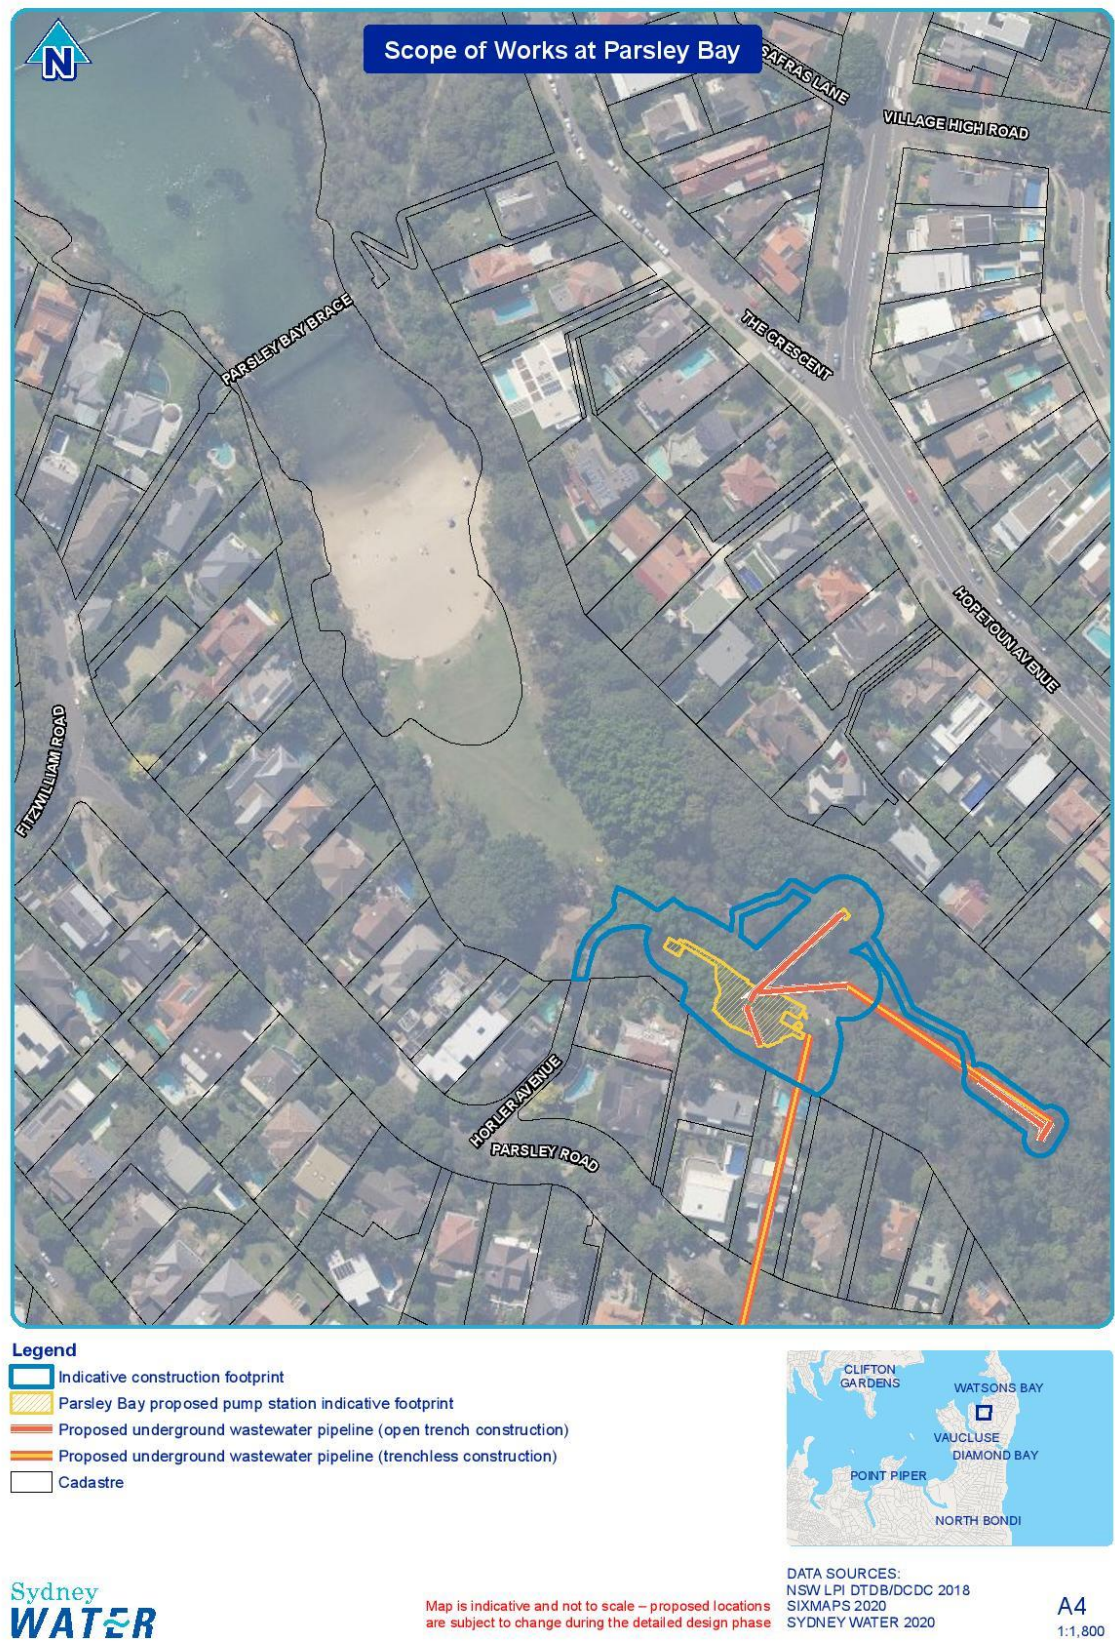 N
Scope of Works at Parsley Bay
SAFRAS LANE
VILLAGE HIGH ROAD
PARSLEY BAY BRACE
THE CRESCENT
HOPETOUN AVENUE
FITZWILLIAM ROAD
HORLER AVENUE
PARSLEY ROAD
Legend
Indicative construction footprint
Parsley Bay proposed pump station indicative footprint
Proposed underground wastewater pipeline (open trench construction)
Proposed underground wastewater pipeline (trenchless construction)
Cadastre
CLIFTON
GARDENS
WATSONS BAY
VAUCLUSE
DIAMOND BAY
POINT PIPER
NORTH BONDI
Sydney
WATER
Map is indicative and not to scale – proposed locations
are subject to change during the detailed design phase
DATA SOURCES:
NSW LPI DTDB/DCDC 2018
SIXMAPS 2020
SYDNEY WATER 2020
A4
1:1,800